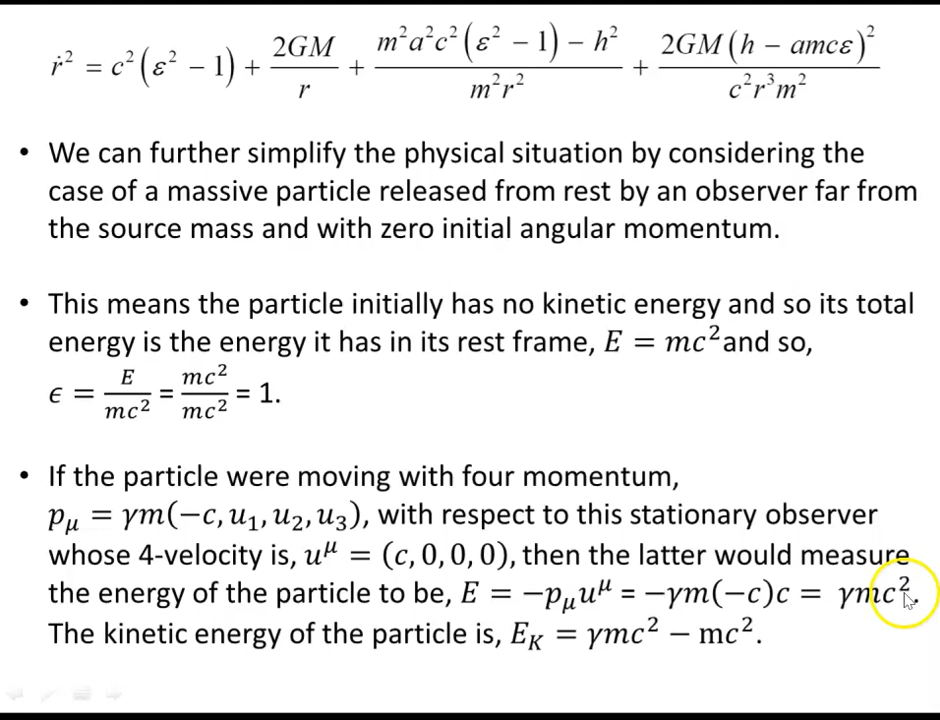 ṙ² = c²(ε² − 1) + 2GM/r + (m²a²c²(ε² − 1) − h²)/(m²r²) + 2GM(h − amcε)²/(c²r³m²)
• We can further simplify the physical situation by considering the
case of a massive particle released from rest by an observer far from
the source mass and with zero initial angular momentum.
• This means the particle initially has no kinetic energy and so its total
energy is the energy it has in its rest frame, E = mc² and so,
ϵ = E/mc² = mc²/mc² = 1.
• If the particle were moving with four momentum,
p_μ = γm(−c, u₁, u₂, u₃), with respect to this stationary observer
whose 4-velocity is, u^μ = (c, 0, 0, 0), then the latter would measure
the energy of the particle to be, E = −p_μu^μ = −γm(−c)c = γmc².
The kinetic energy of the particle is, E_K = γmc² − mc².